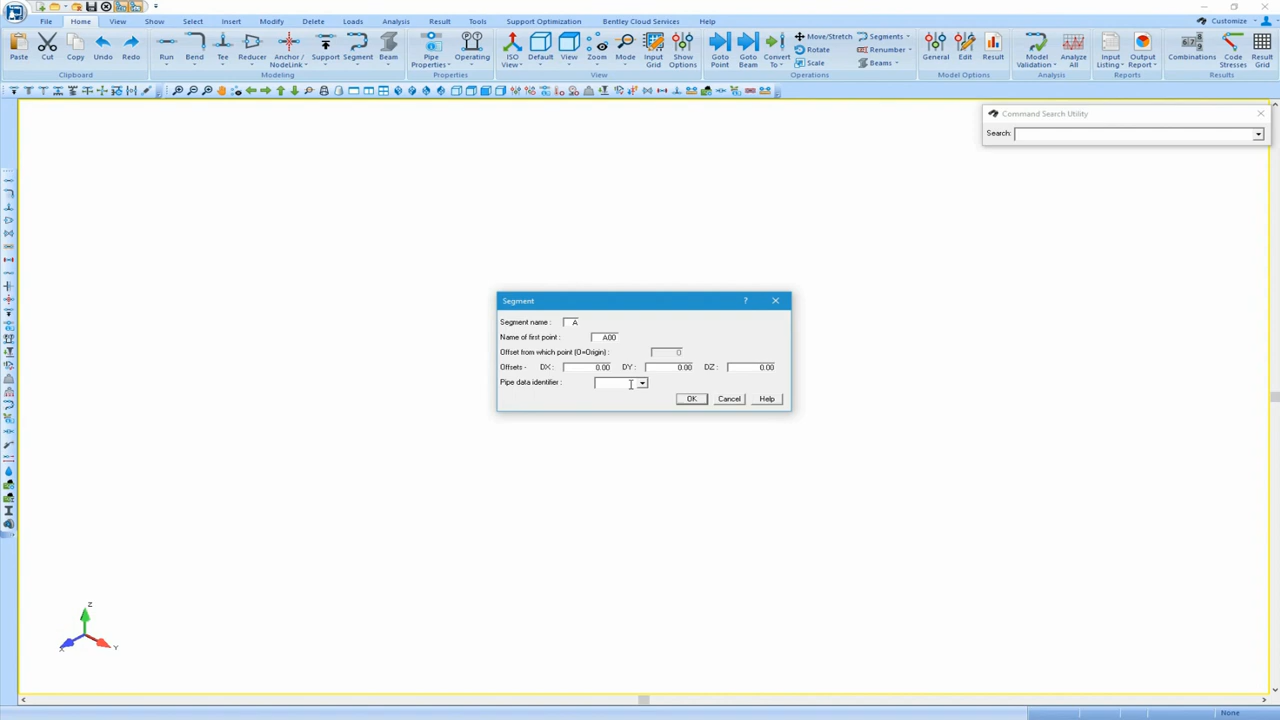 File Home View Show Select Insert Modify Delete Loads Analysis Result Tools Support Optimization Bentley Cloud Services Help Customize
Paste Cut Copy Undo Redo Run Bend Tee Reducer Anchor / NodeLink Support Segment Beam Pipe Properties Operating ISO View Default View Zoom Mode Input Grid Show Options Goto Point Goto Beam Convert To Move/Stretch Rotate Scale Segments Renumber Beams General Edit Result Model Validation Analyze All Input Listing Output Report Combinations Code Stresses Result Grid
Clipboard Modeling Properties View Operations Model Options Analysis Reports Results
Command Search Utility
Search:
Segment ?
Segment name : A
Name of first point : A00
Offset from which point (O=Origin) : 0
Offsets - DX : 0.00 DY : 0.00 DZ : 0.00
Pipe data identifier :
OK Cancel Help
Z
X Y
None